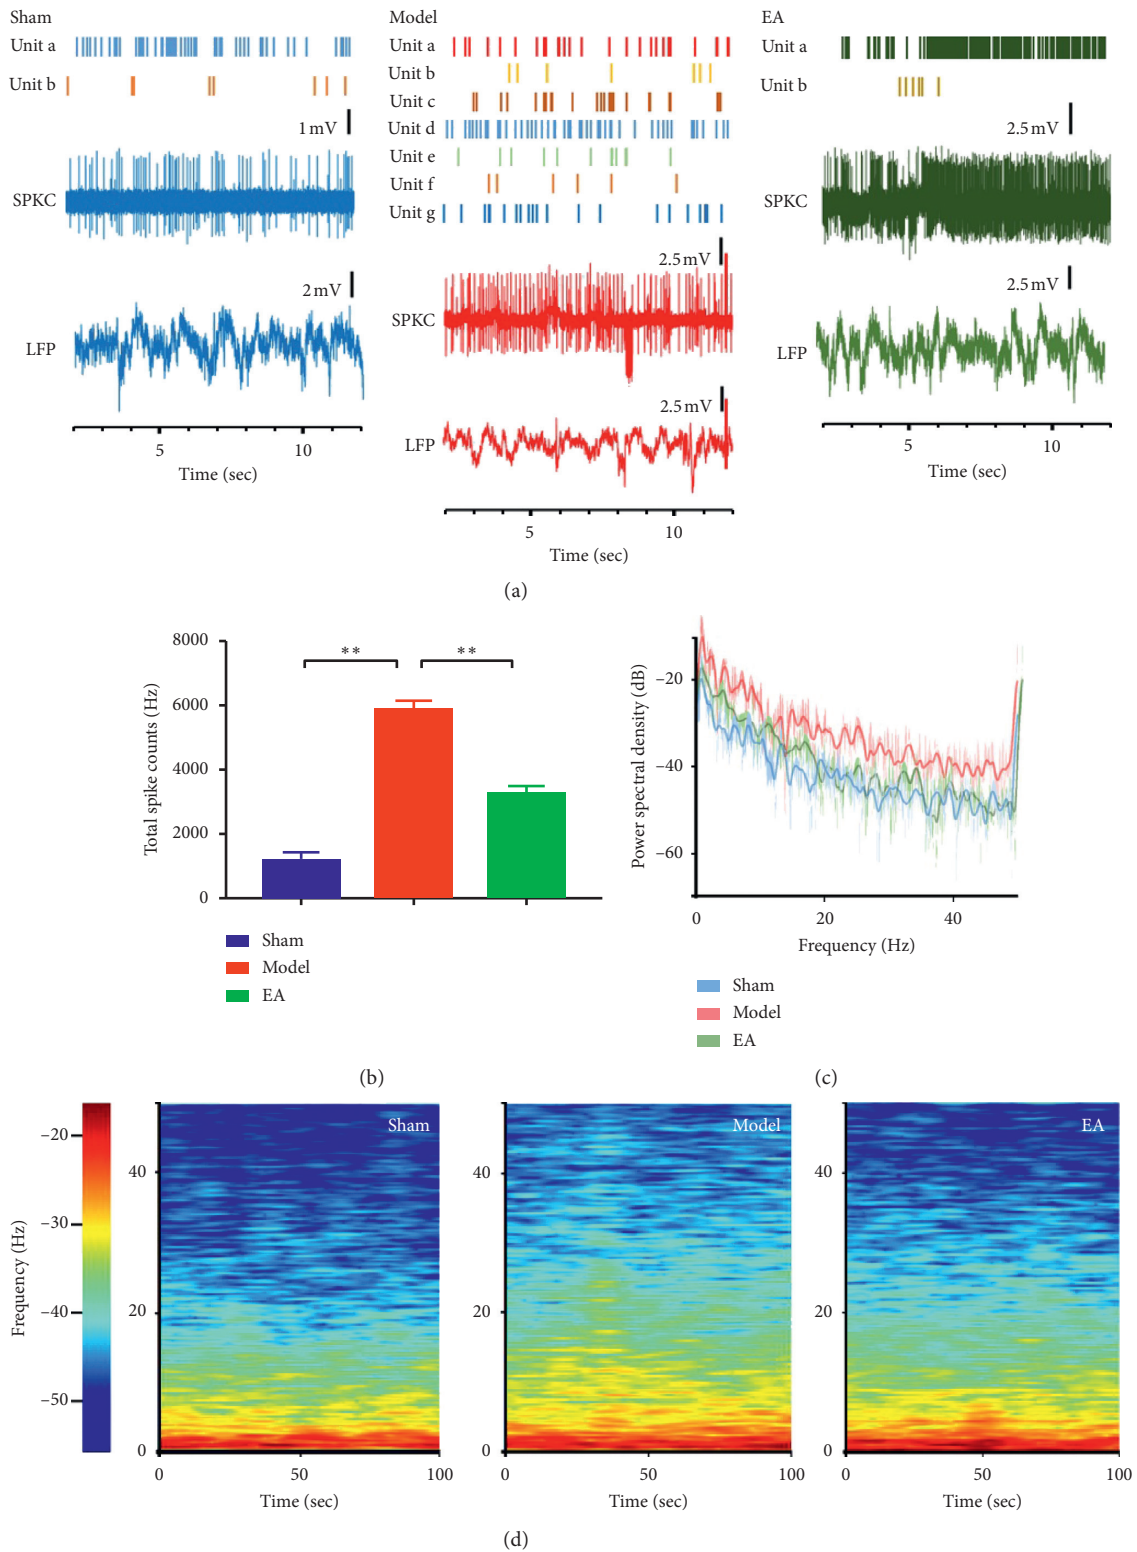 Sham
Unit a
Unit b
1 mV
SPKC
2 mV
LFP
5
10
Time (sec)
Model
Unit a
Unit b
Unit c
Unit d
Unit e
Unit f
Unit g
2.5 mV
SPKC
2.5 mV
LFP
5
10
Time (sec)
EA
Unit a
Unit b
2.5 mV
SPKC
2.5 mV
LFP
5
10
Time (sec)
(a)
Total spike counts (Hz)
8000
6000
4000
2000
0
**
**
Sham
Model
EA
(b)
Power spectral density (dB)
−20
−40
−60
0
20
40
Frequency (Hz)
Sham
Model
EA
(c)
Frequency (Hz)
−20
−30
−40
−50
Sham
40
20
0
0
50
100
Time (sec)
Model
40
20
0
0
50
100
Time (sec)
EA
40
20
0
0
50
100
Time (sec)
(d)